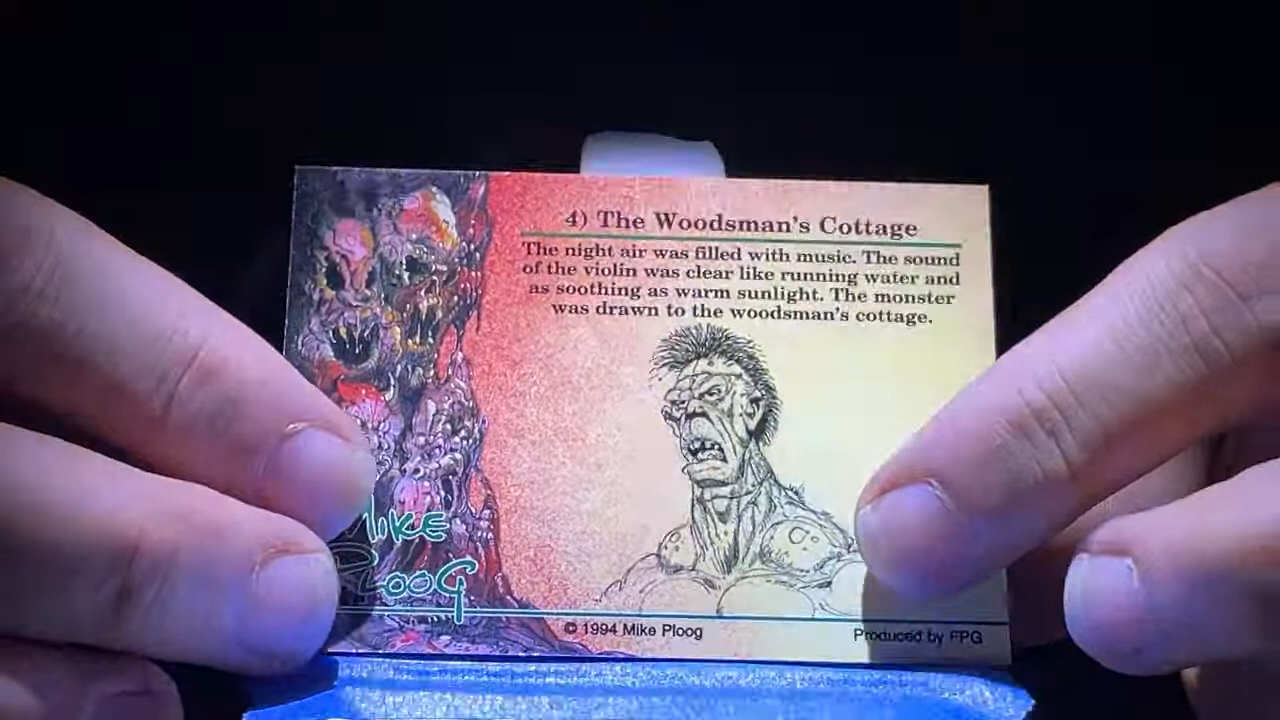 4) The Woodsman's Cottage
The night air was filled with music. The sound
of the violin was clear like running water and
as soothing as warm sunlight. The monster
was drawn to the woodsman's cottage.
MIKE
PLOOG
© 1994 Mike Ploog
Produced by FPG